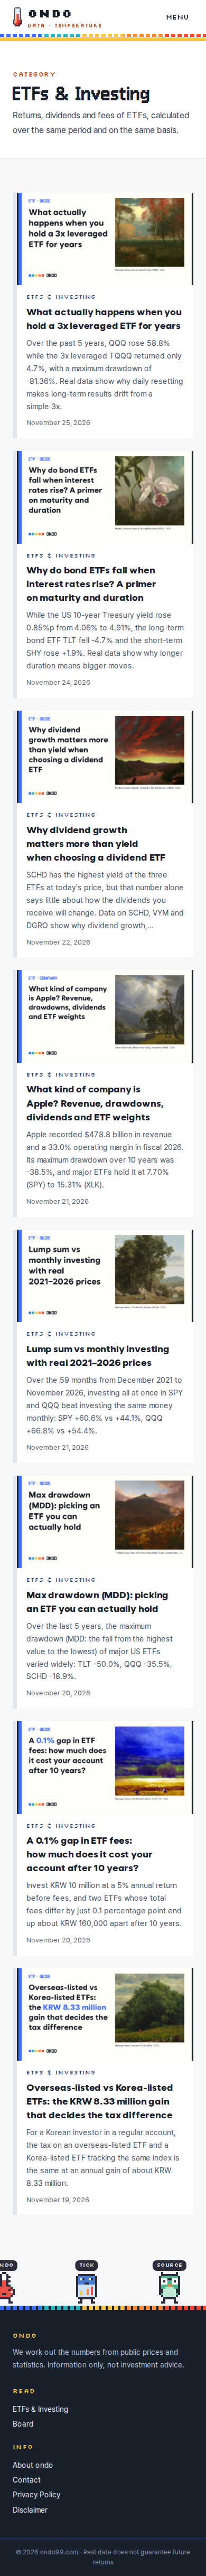 ONDO
DATA · TEMPERATURE
MENU
CATEGORY
ETFs & Investing
Returns, dividends and fees of ETFs, calculated
over the same period and on the same basis.
ETF · GUIDE
What actually
happens when you
hold a 3x leveraged
ETF for years
ONDO
ETFS & INVESTING
What actually happens when you
hold a 3x leveraged ETF for years
Over the past 5 years, QQQ rose 58.8%
while the 3x leveraged TQQQ returned only
4.7%, with a maximum drawdown of
-81.36%. Real data show why daily resetting
makes long-term results drift from a
simple 3x.
November 25, 2026
ETF · GUIDE
Why do bond ETFs
fall when interest
rates rise? A primer
on maturity and
duration
ONDO
ETFS & INVESTING
Why do bond ETFs fall when
interest rates rise? A primer
on maturity and duration
While the US 10-year Treasury yield rose
0.85%p from 4.06% to 4.91%, the long-term
bond ETF TLT fell -4.7% and the short-term
SHY rose +1.9%. Real data show why longer
duration means bigger moves.
November 24, 2026
ETF · GUIDE
Why dividend
growth matters more
than yield when
choosing a dividend
ETF
ONDO
ETFS & INVESTING
Why dividend growth
matters more than yield
when choosing a dividend ETF
SCHD has the highest yield of the three
ETFs at today's price, but that number alone
says little about how the dividends you
receive will change. Data on SCHD, VYM and
DGRO show why dividend growth,...
November 22, 2026
ETF · COMPANY
What kind of company
is Apple? Revenue,
drawdowns, dividends
and ETF weights
ONDO
ETFS & INVESTING
What kind of company is
Apple? Revenue, drawdowns,
dividends and ETF weights
Apple recorded $478.8 billion in revenue
and a 33.0% operating margin in fiscal 2026.
Its maximum drawdown over 10 years was
-38.5%, and major ETFs hold it at 7.70%
(SPY) to 15.31% (XLK).
November 21, 2026
ETF · GUIDE
Lump sum vs
monthly investing
with real
2021–2026 prices
ONDO
ETFS & INVESTING
Lump sum vs monthly investing
with real 2021–2026 prices
Over the 59 months from December 2021 to
November 2026, investing all at once in SPY
and QQQ beat investing the same money
monthly: SPY +60.6% vs +44.1%, QQQ
+66.8% vs +54.4%.
November 21, 2026
ETF · GUIDE
Max drawdown
(MDD): picking an
ETF you can
actually hold
ONDO
ETFS & INVESTING
Max drawdown (MDD): picking
an ETF you can actually hold
Over the last 5 years, the maximum
drawdown (MDD: the fall from the highest
value to the lowest) of major US ETFs
varied widely: TLT -50.0%, QQQ -35.5%,
SCHD -18.9%.
November 20, 2026
ETF · GUIDE
A 0.1% gap in ETF
fees: how much does
it cost your account
after 10 years?
ONDO
ETFS & INVESTING
A 0.1% gap in ETF fees:
how much does it cost your
account after 10 years?
Invest KRW 10 million at a 5% annual return
before fees, and two ETFs whose total
fees differ by just 0.1 percentage point end
up about KRW 160,000 apart after 10 years.
November 20, 2026
ETF · GUIDE
Overseas-listed vs
Korea-listed ETFs:
the KRW 8.33 million
gain that decides the
tax difference
ONDO
ETFS & INVESTING
Overseas-listed vs Korea-listed
ETFs: the KRW 8.33 million gain
that decides the tax difference
For a Korean investor in a regular account,
the tax on an overseas-listed ETF and a
Korea-listed ETF tracking the same index is
the same at an annual gain of about KRW
8.33 million.
November 19, 2026
NDO
TICK
SOURCE
ONDO
We work out the numbers from public prices and
statistics. Information only, not investment advice.
READ
ETFs & Investing
Board
INFO
About ondo
Contact
Privacy Policy
Disclaimer
© 2026 ondo99.com · Past data does not guarantee future
returns